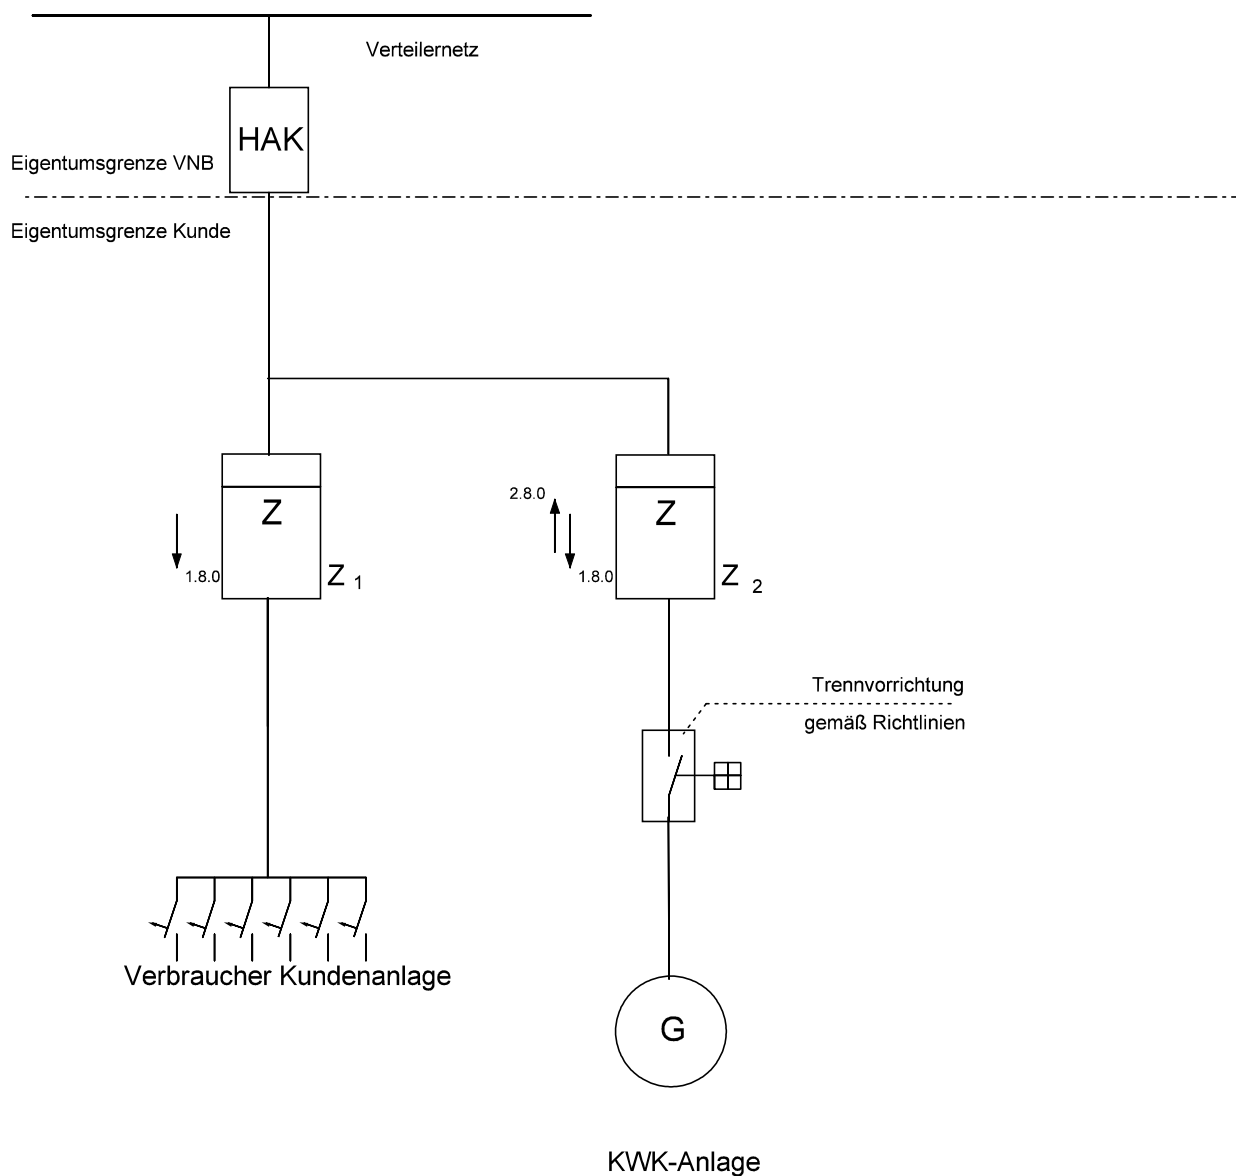 Verteilernetz
HAK
Eigentumsgrenze VNB
Eigentumsgrenze Kunde
Z
1.8.0
Z 1
2.8.0
Z
1.8.0
Z 2
Trennvorrichtung
gemäß Richtlinien
Verbraucher Kundenanlage
G
KWK-Anlage